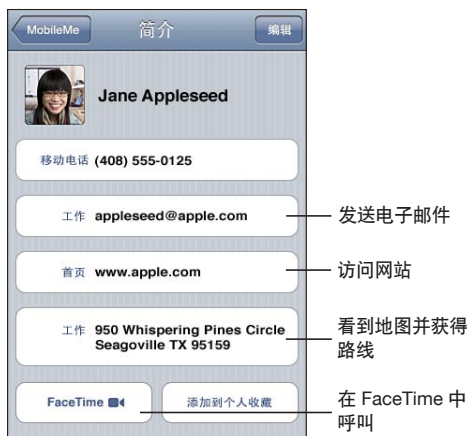 MobileMe 简介 编辑
Jane Appleseed
移动电话 (408) 555-0125
工作 appleseed@apple.com
发送电子邮件
首页 www.apple.com
访问网站
工作 950 Whispering Pines Circle
Seagoville TX 95159
看到地图并获得
路线
FaceTime 添加到个人收藏
在 FaceTime 中
呼叫